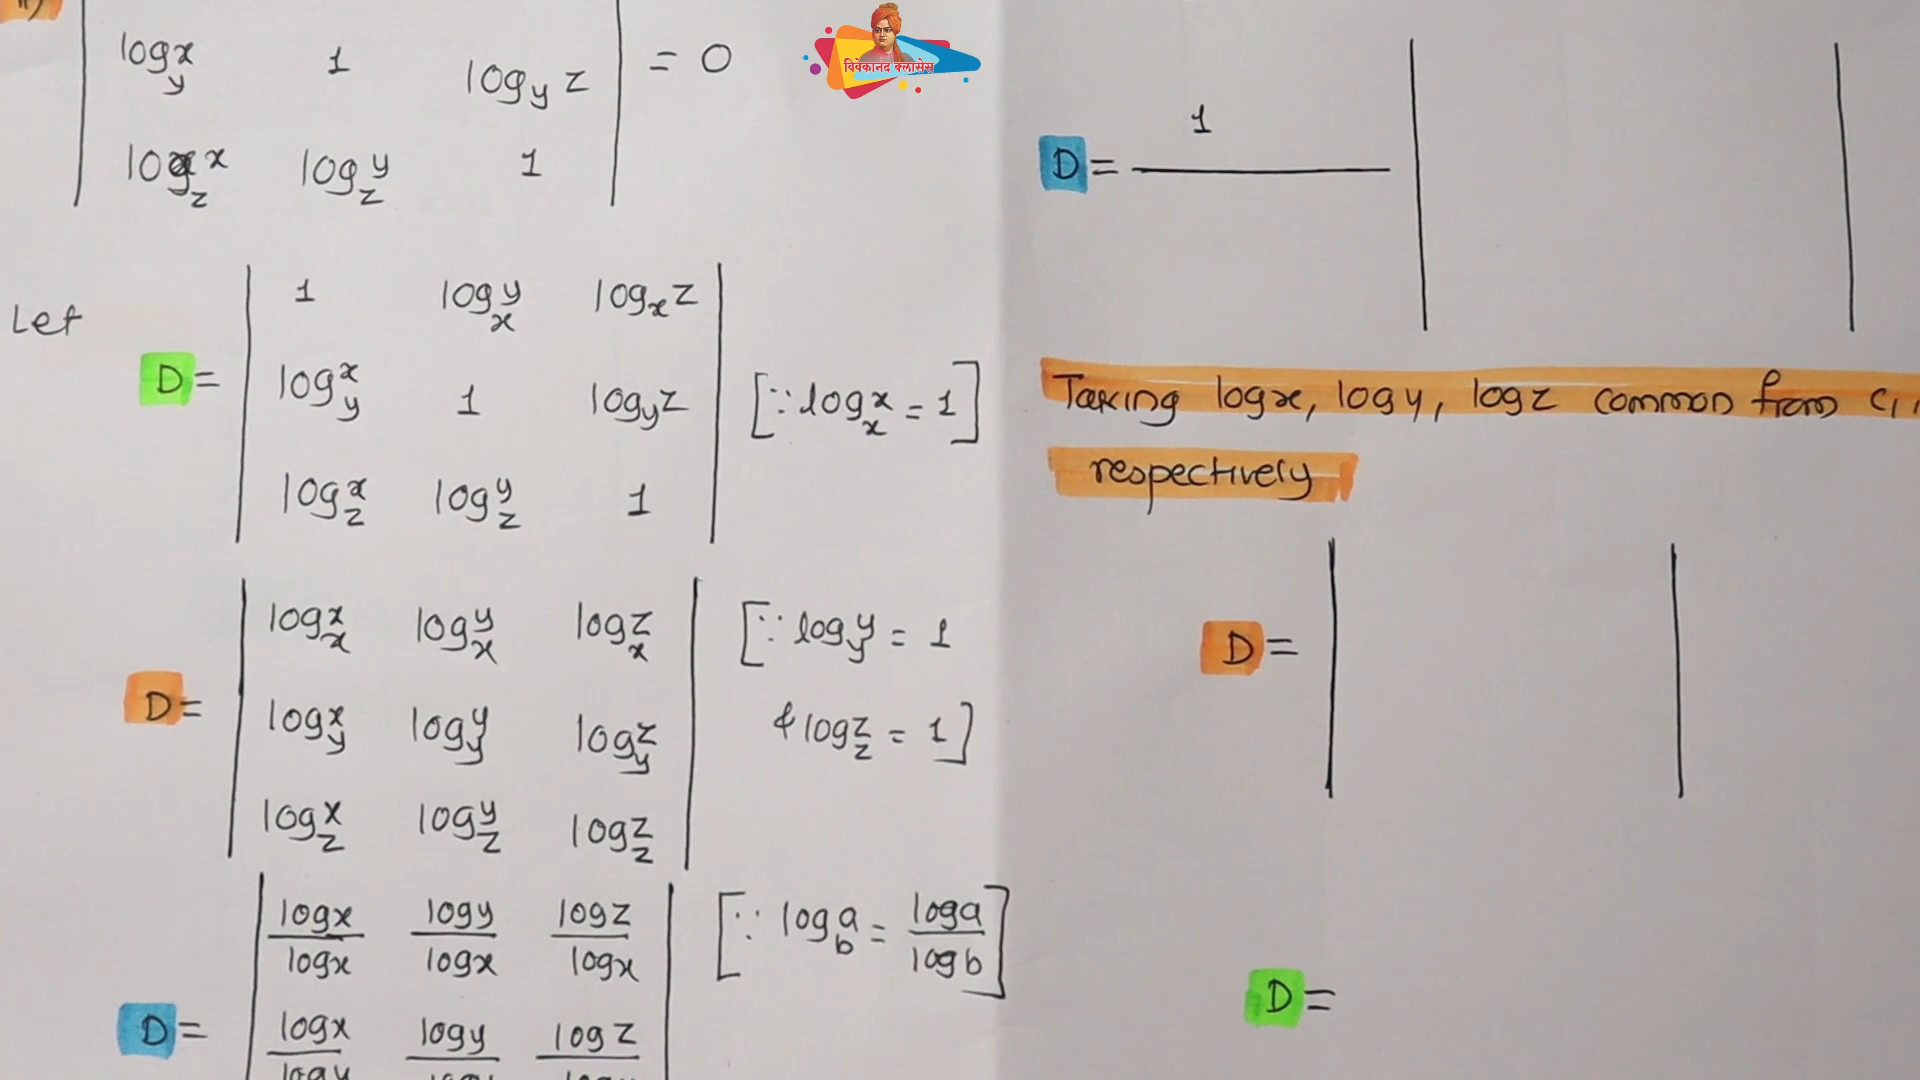 log_y x 1 log_y z = 0
log_z x log_z y 1
विवेकानंद क्लासेस
Let
1 log_x y log_x z
D = log_y x 1 log_y z [∵ log_x x = 1]
log_z x log_z y 1
log_x x log_x y log_x z [∵ log_y y = 1
D = log_y x log_y y log_y z & log_z z = 1]
log_z x log_z y log_z z
logx/logx logy/logx logz/logx [∵ log_b a = loga/logb]
D = logx/logy logy logz
D = 1
Taking logx, logy, logz common from C1,
respectively
D =
D =